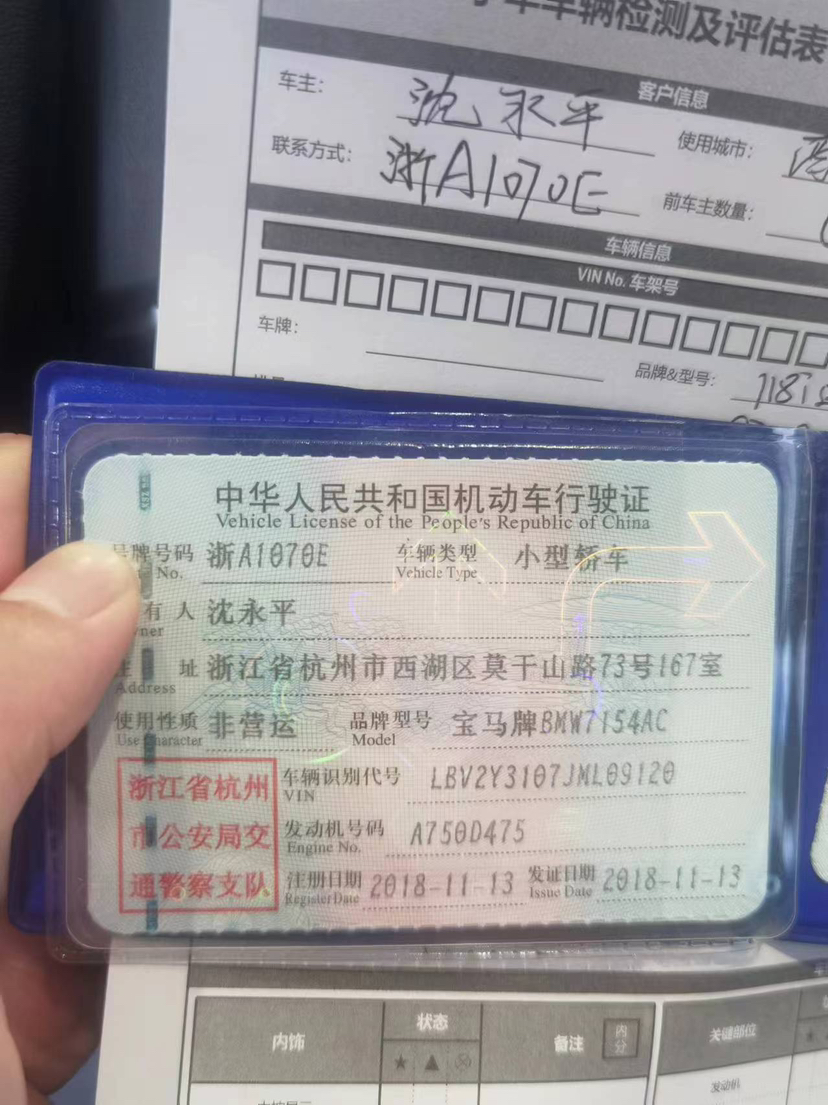 车辆检测及评估表
客户信息
车主： 沈永平
使用城市：
联系方式： 浙A1070E
前车主数量：
车辆信息
VIN No. 车架号
车牌：
品牌&型号： 118i
中华人民共和国机动车行驶证
Vehicle License of the People's Republic of China
号牌号码 浙A1070E 车辆类型 小型轿车
No. Vehicle Type
有人 沈永平
址 浙江省杭州市西湖区莫干山路73号167室
Address
使用性质 非营运 品牌型号 宝马牌BMW7154AC
Use Character Model
浙江省杭州
市公安局交
通警察支队
车辆识别代号 LBV2Y3107JML09120
VIN
发动机号码 A750D475
Engine No.
注册日期 2018-11-13 发证日期 2018-11-13
Register Date Issue Date
内饰 状态 备注 内分 关键部位
★ ▲
发动机